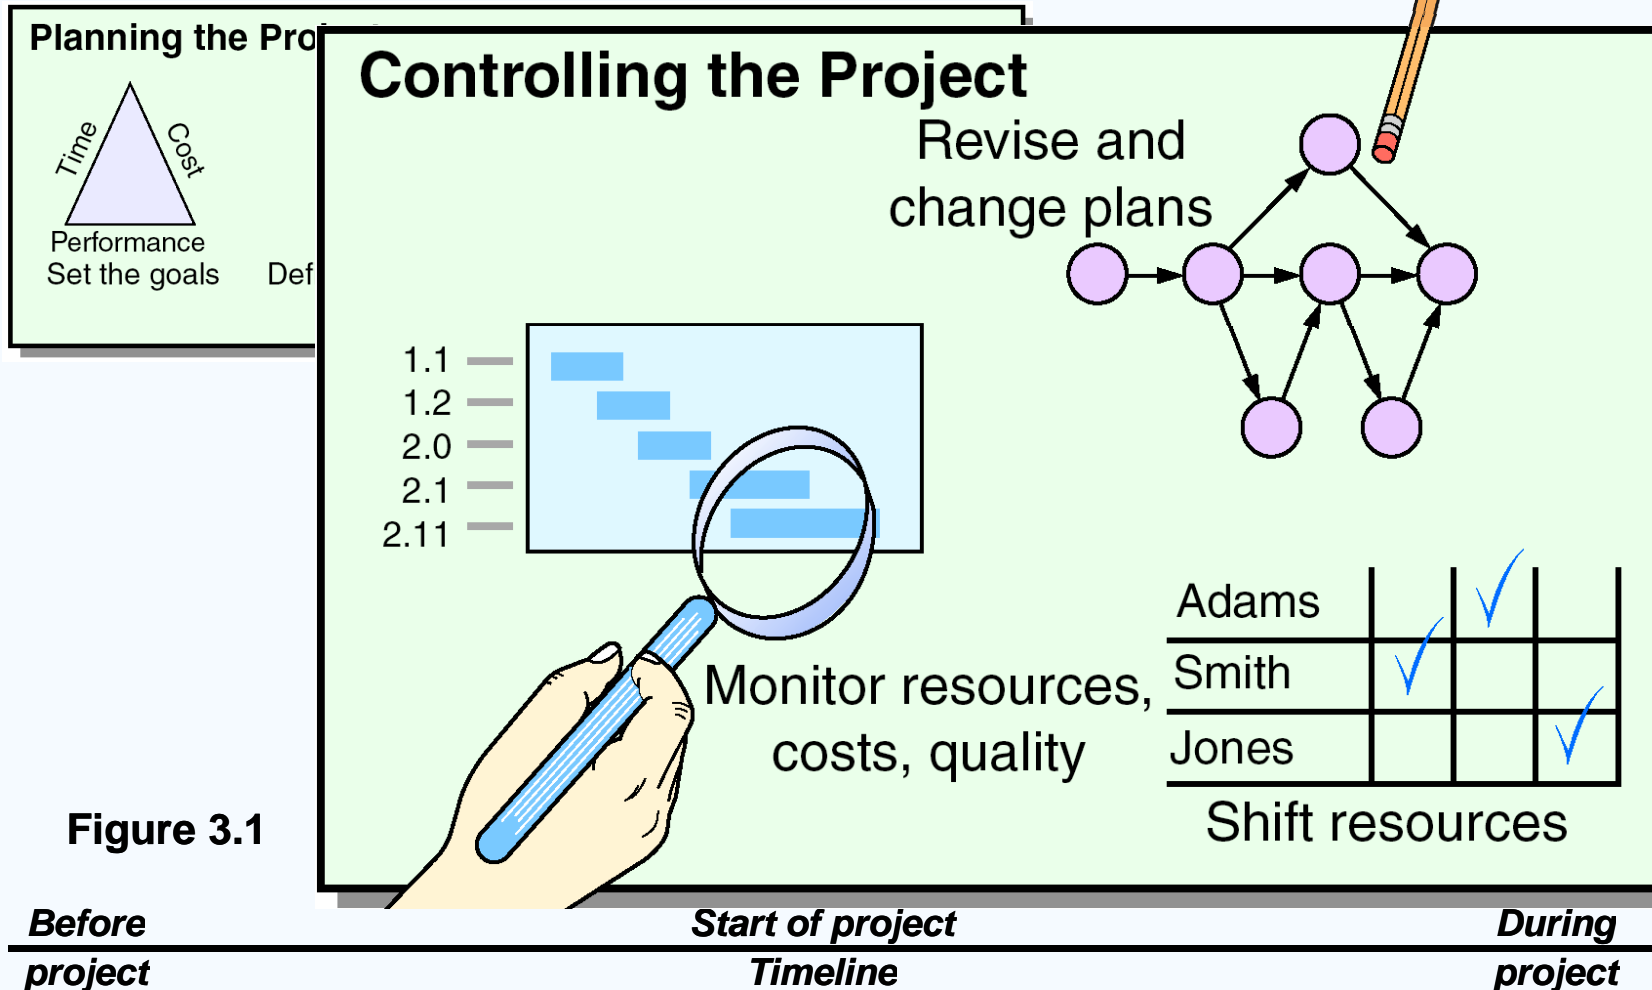 Planning the Pro
Time
Cost
Performance
Set the goals
Def
Controlling the Project
Revise and
change plans
1.1
1.2
2.0
2.1
2.11
Monitor resources,
costs, quality
Adams
Smith
Jones
Shift resources
Figure 3.1
Before
project
Start of project
Timeline
During
project